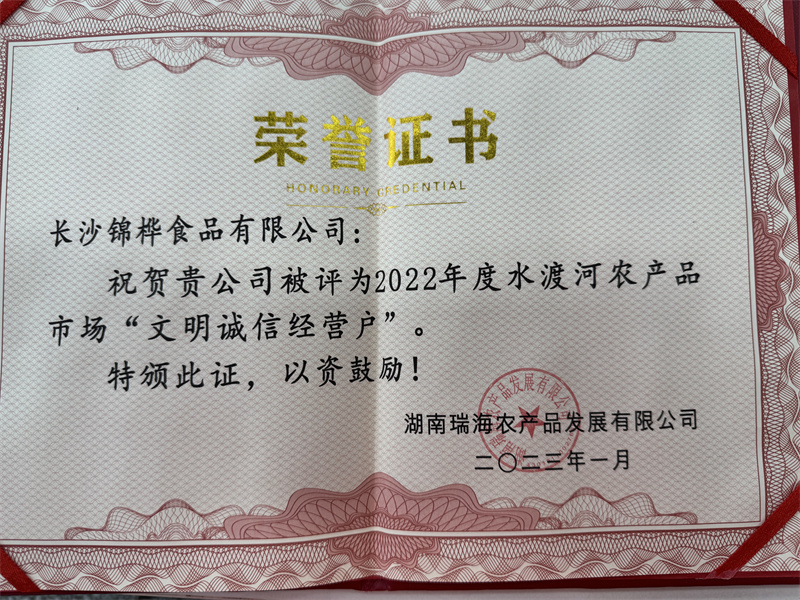 荣誉证书
HONORARY CREDENTIAL
长沙锦桦食品有限公司：
祝贺贵公司被评为2022年度水渡河农产品
市场“文明诚信经营户”。
特颁此证，以资鼓励！
湖南瑞海农产品发展有限公司
二〇二三年一月